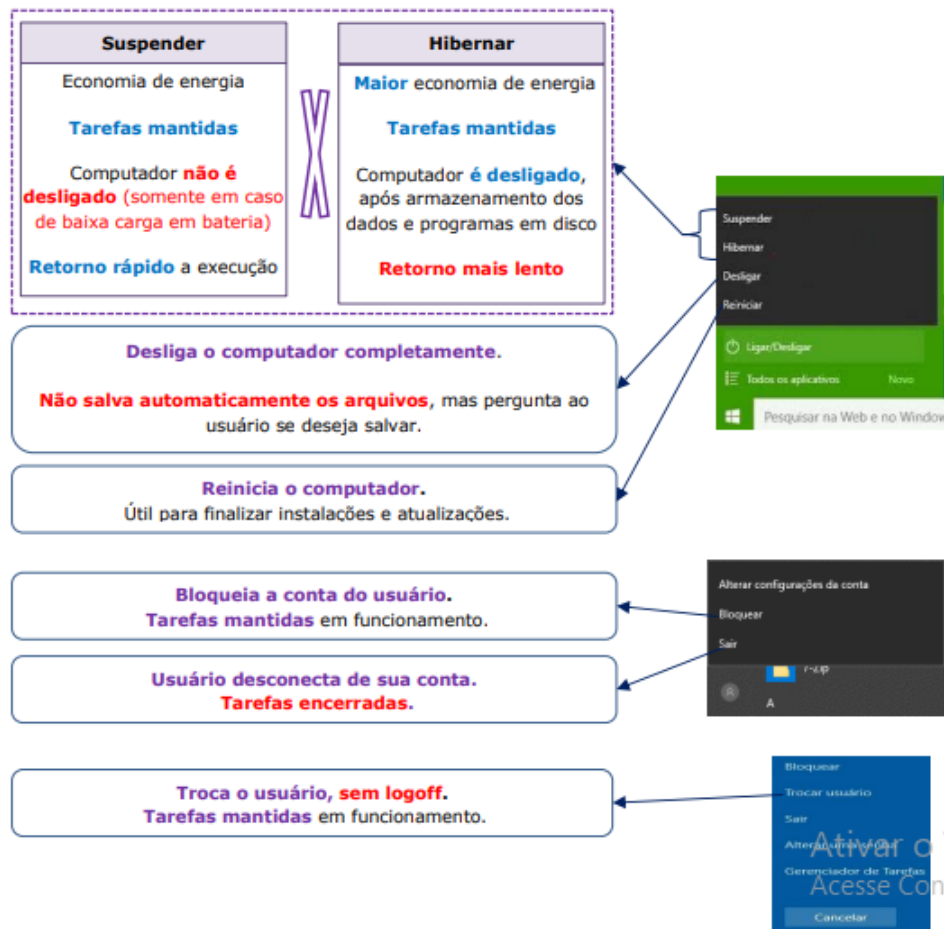 Suspender
Economia de energia
Tarefas mantidas
Computador não é
desligado (somente em caso
de baixa carga em bateria)
Retorno rápido a execução
X
Hibernar
Maior economia de energia
Tarefas mantidas
Computador é desligado,
após armazenamento dos
dados e programas em disco
Retorno mais lento
Suspender
Hibernar
Desligar
Reiniciar
Ligar/Desligar
Todos os aplicativos Novo
Pesquisar na Web e no Window
Desliga o computador completamente.
Não salva automaticamente os arquivos, mas pergunta ao
usuário se deseja salvar.
Reinicia o computador.
Útil para finalizar instalações e atualizações.
Bloqueia a conta do usuário.
Tarefas mantidas em funcionamento.
Usuário desconecta de sua conta.
Tarefas encerradas.
Alterar configurações da conta
Bloquear
Sair
7-Zip
A
Troca o usuário, sem logoff.
Tarefas mantidas em funcionamento.
Bloquear
Trocar usuário
Sair
Alterar uma senha
Gerenciador de Tarefas
Cancelar
Ativar o
Acesse Con